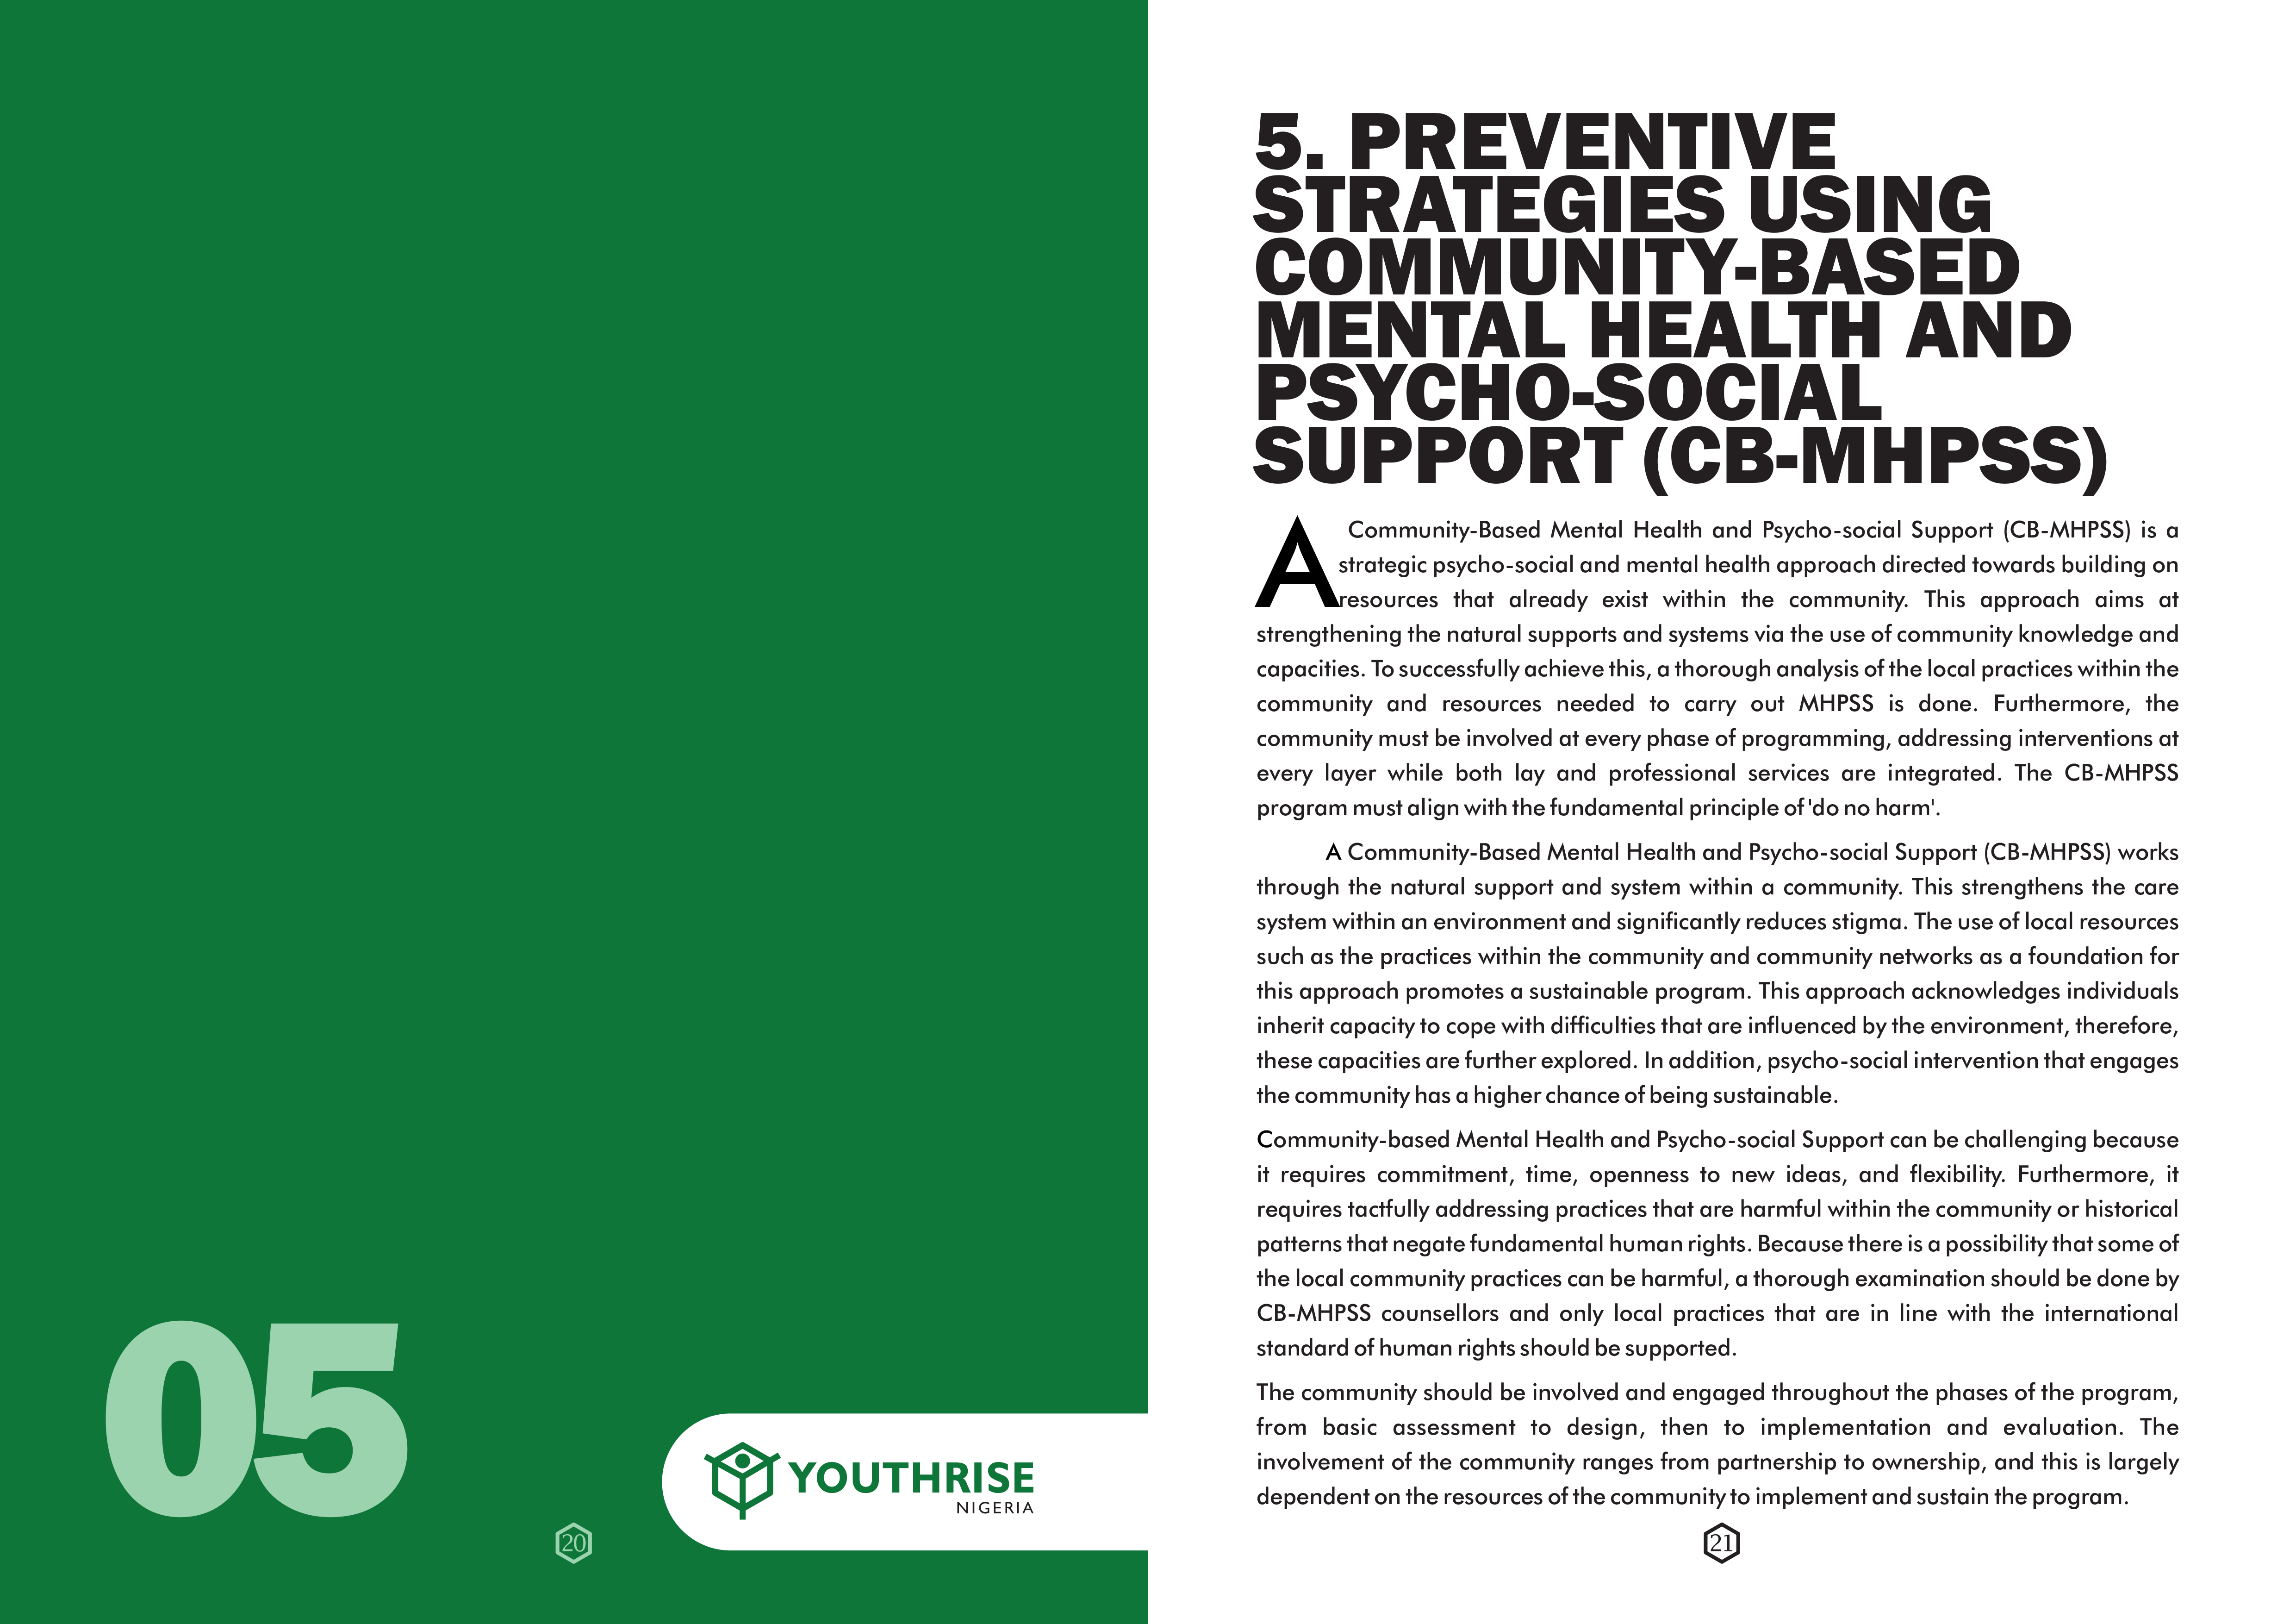 05
20
YOUTHRISE
NIGERIA
5. PREVENTIVE
STRATEGIES USING
COMMUNITY-BASED
MENTAL HEALTH AND
PSYCHO-SOCIAL
SUPPORT (CB-MHPSS)
A Community-Based Mental Health and Psycho-social Support (CB-MHPSS) is a
strategic psycho-social and mental health approach directed towards building on
resources that already exist within the community. This approach aims at
strengthening the natural supports and systems via the use of community knowledge and
capacities. To successfully achieve this, a thorough analysis of the local practices within the
community and resources needed to carry out MHPSS is done. Furthermore, the
community must be involved at every phase of programming, addressing interventions at
every layer while both lay and professional services are integrated. The CB-MHPSS
program must align with the fundamental principle of 'do no harm'.
A Community-Based Mental Health and Psycho-social Support (CB-MHPSS) works
through the natural support and system within a community. This strengthens the care
system within an environment and significantly reduces stigma. The use of local resources
such as the practices within the community and community networks as a foundation for
this approach promotes a sustainable program. This approach acknowledges individuals
inherit capacity to cope with difficulties that are influenced by the environment, therefore,
these capacities are further explored. In addition, psycho-social intervention that engages
the community has a higher chance of being sustainable.
Community-based Mental Health and Psycho-social Support can be challenging because
it requires commitment, time, openness to new ideas, and flexibility. Furthermore, it
requires tactfully addressing practices that are harmful within the community or historical
patterns that negate fundamental human rights. Because there is a possibility that some of
the local community practices can be harmful, a thorough examination should be done by
CB-MHPSS counsellors and only local practices that are in line with the international
standard of human rights should be supported.
The community should be involved and engaged throughout the phases of the program,
from basic assessment to design, then to implementation and evaluation. The
involvement of the community ranges from partnership to ownership, and this is largely
dependent on the resources of the community to implement and sustain the program.
21